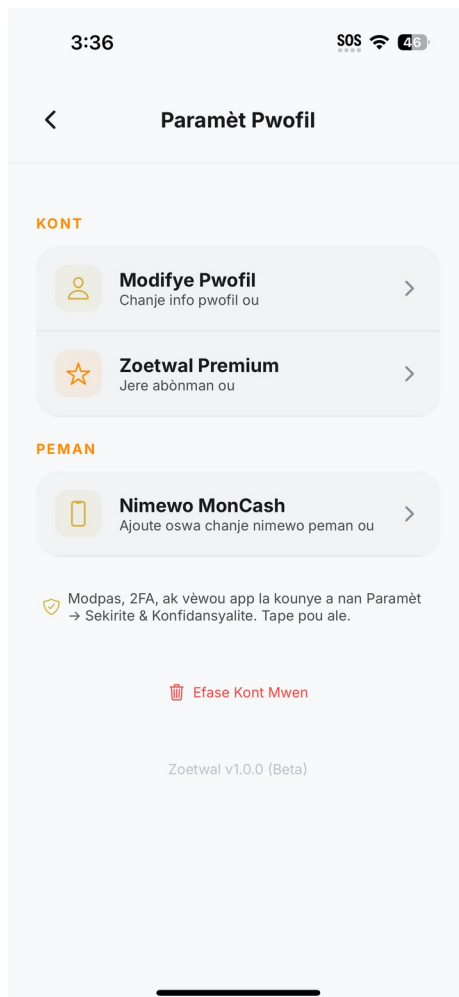 3:36
SOS
46
Paramèt Pwofil
KONT
Modifye Pwofil
Chanje info pwofil ou
Zoetwal Premium
Jere abònman ou
PEMAN
Nimewo MonCash
Ajoute oswa chanje nimewo peman ou
Modpas, 2FA, ak vèwou app la kounye a nan Paramèt
→ Sekirite & Konfidansyalite. Tape pou ale.
Efase Kont Mwen
Zoetwal v1.0.0 (Beta)